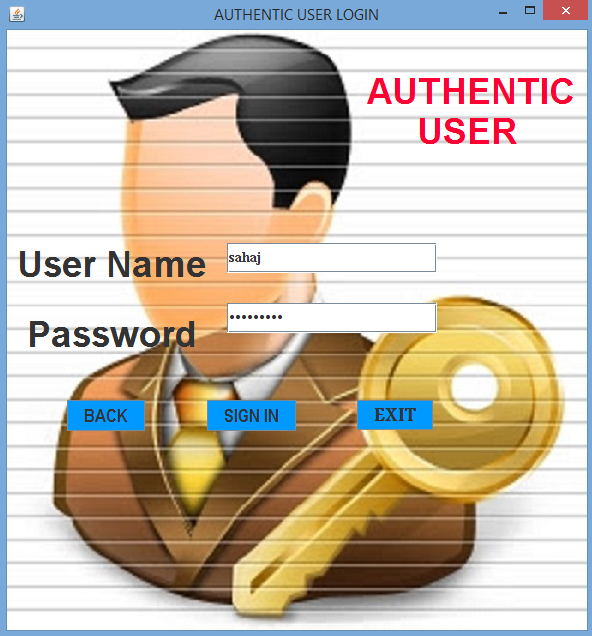 AUTHENTIC USER LOGIN
AUTHENTIC
USER
User Name
sahaj
Password
•••••••••
BACK
SIGN IN
EXIT